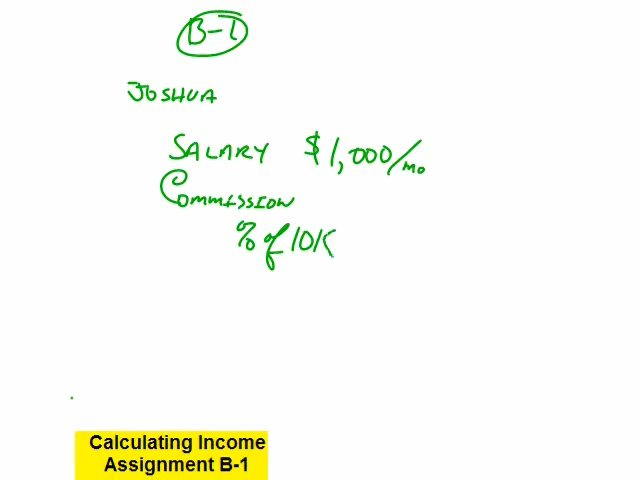 B-1
JOSHUA
SALARY $1,000/mo
COMMISSION
% of 10K
Calculating Income
Assignment B-1